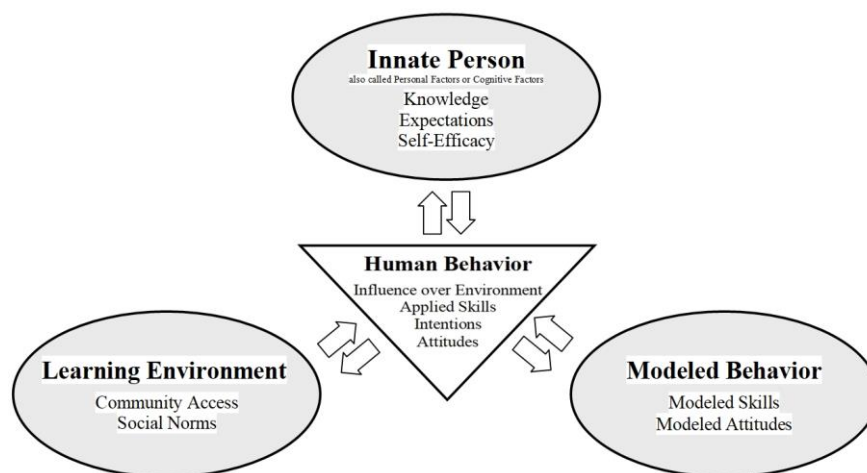 Innate Person
also called Personal Factors or Cognitive Factors
Knowledge
Expectations
Self-Efficacy
Human Behavior
Influence over Environment
Applied Skills
Intentions
Attitudes
Learning Environment
Community Access
Social Norms
Modeled Behavior
Modeled Skills
Modeled Attitudes